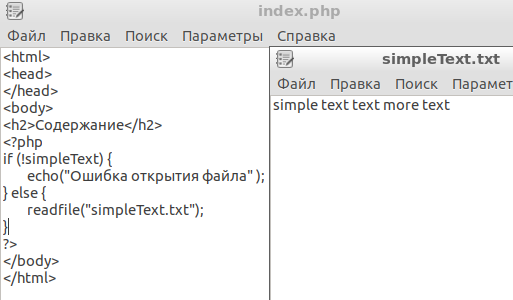 index.php
Файл Правка Поиск Параметры Справка
<html>
<head>
</head>
<body>
<h2>Содержание</h2>
<?php
if (!simpleText) {
echo("Ошибка открытия файла" );
} else {
readfile("simpleText.txt");
}
?>
</body>
</html>
simpleText.txt
Файл Правка Поиск Парамет
simple text text more text